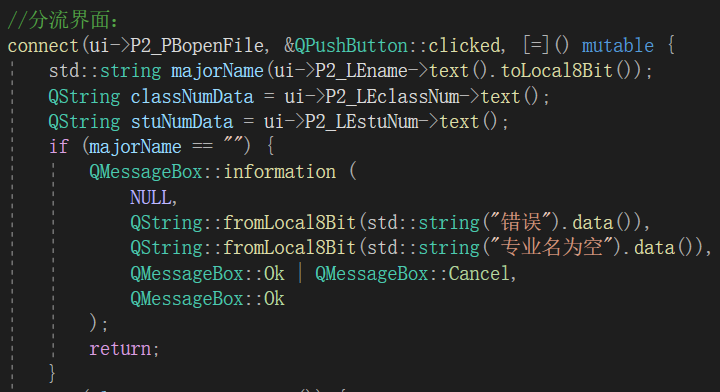 //分流界面：
connect(ui->P2_PBopenFile, &QPushButton::clicked, [=]() mutable {
std::string majorName(ui->P2_LEname->text().toLocal8Bit());
QString classNumData = ui->P2_LEclassNum->text();
QString stuNumData = ui->P2_LEstuNum->text();
if (majorName == "") {
QMessageBox::information (
NULL,
QString::fromLocal8Bit(std::string("错误").data()),
QString::fromLocal8Bit(std::string("专业名为空").data()),
QMessageBox::Ok | QMessageBox::Cancel,
QMessageBox::Ok
);
return;
}